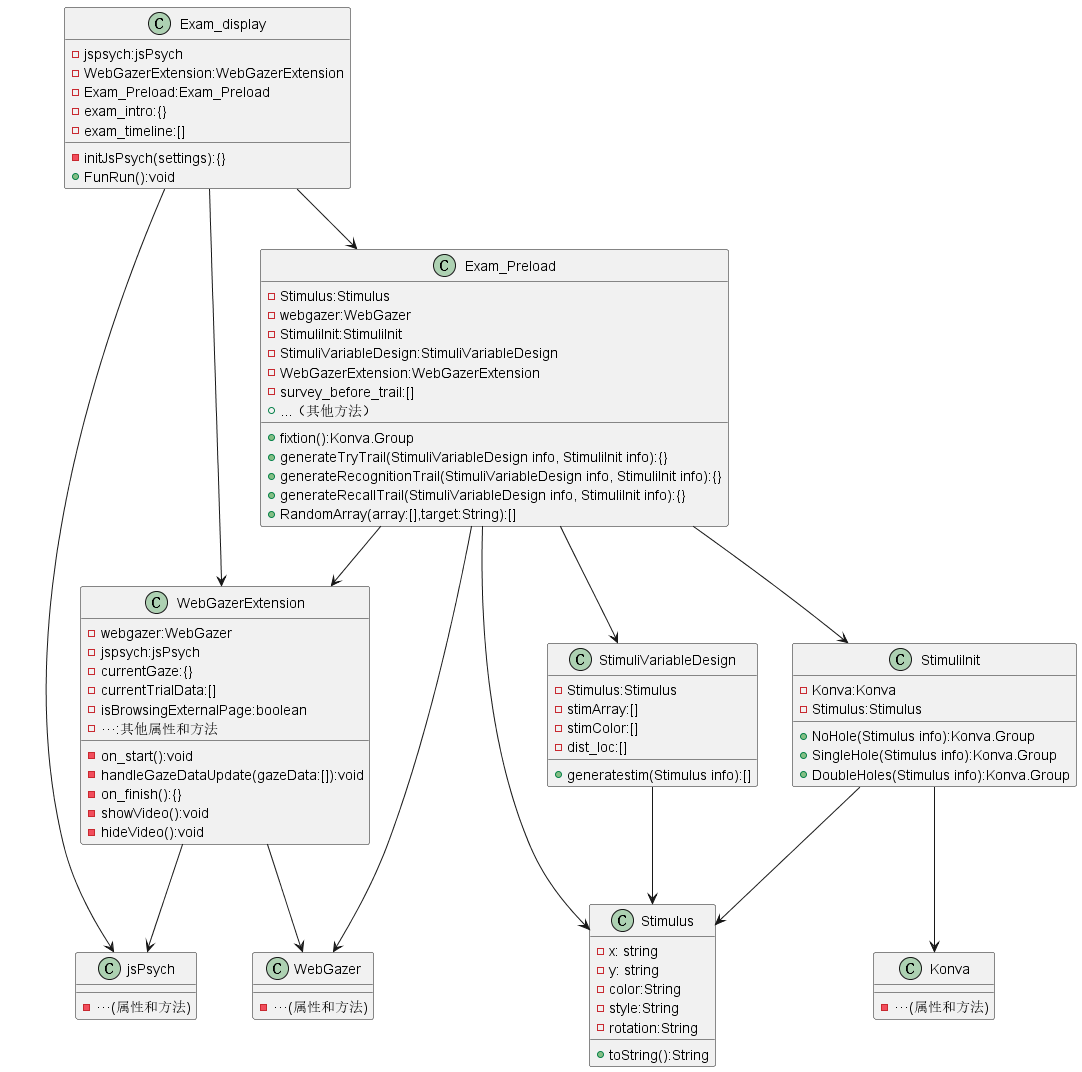 C Exam_display
jspsych:jsPsych
WebGazerExtension:WebGazerExtension
Exam_Preload:Exam_Preload
exam_intro:{}
exam_timeline:[]
initJsPsych(settings):{}
FunRun():void
C Exam_Preload
Stimulus:Stimulus
webgazer:WebGazer
StimuliInit:StimuliInit
StimuliVariableDesign:StimuliVariableDesign
WebGazerExtension:WebGazerExtension
survey_before_trail:[]
...（其他方法）
fixtion():Konva.Group
generateTryTrail(StimuliVariableDesign info, StimuliInit info):{}
generateRecognitionTrail(StimuliVariableDesign info, StimuliInit info):{}
generateRecallTrail(StimuliVariableDesign info, StimuliInit info):{}
RandomArray(array:[],target:String):[]
C WebGazerExtension
webgazer:WebGazer
jspsych:jsPsych
currentGaze:{}
currentTrialData:[]
isBrowsingExternalPage:boolean
…:其他属性和方法
on_start():void
handleGazeDataUpdate(gazeData:[]):void
on_finish():{}
showVideo():void
hideVideo():void
C StimuliVariableDesign
Stimulus:Stimulus
stimArray:[]
stimColor:[]
dist_loc:[]
generatestim(Stimulus info):[]
C StimuliInit
Konva:Konva
Stimulus:Stimulus
NoHole(Stimulus info):Konva.Group
SingleHole(Stimulus info):Konva.Group
DoubleHoles(Stimulus info):Konva.Group
C jsPsych
…(属性和方法)
C WebGazer
…(属性和方法)
C Stimulus
x: string
y: string
color:String
style:String
rotation:String
toString():String
C Konva
…(属性和方法)